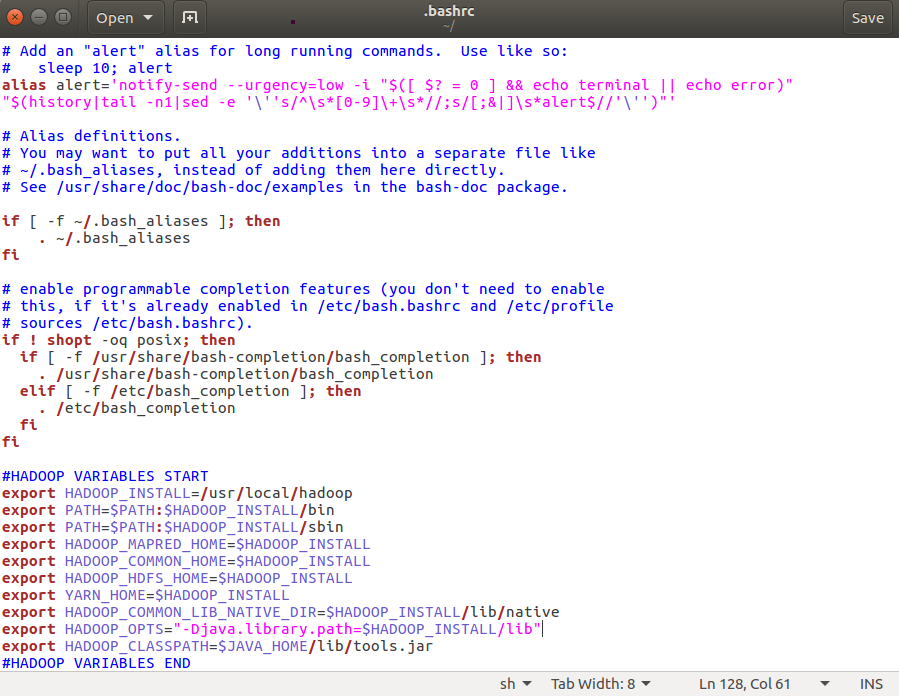 Open
.bashrc
~/
Save
# Add an "alert" alias for long running commands.  Use like so:
#   sleep 10; alert
alias alert='notify-send --urgency=low -i "$([ $? = 0 ] && echo terminal || echo error)"
"$(history|tail -n1|sed -e '\''s/^\s*[0-9]\+\s*//;s/[;&|]\s*alert$//'\'')"'
# Alias definitions.
# You may want to put all your additions into a separate file like
# ~/.bash_aliases, instead of adding them here directly.
# See /usr/share/doc/bash-doc/examples in the bash-doc package.
if [ -f ~/.bash_aliases ]; then
    . ~/.bash_aliases
fi
# enable programmable completion features (you don't need to enable
# this, if it's already enabled in /etc/bash.bashrc and /etc/profile
# sources /etc/bash.bashrc).
if ! shopt -oq posix; then
  if [ -f /usr/share/bash-completion/bash_completion ]; then
    . /usr/share/bash-completion/bash_completion
  elif [ -f /etc/bash_completion ]; then
    . /etc/bash_completion
  fi
fi
#HADOOP VARIABLES START
export HADOOP_INSTALL=/usr/local/hadoop
export PATH=$PATH:$HADOOP_INSTALL/bin
export PATH=$PATH:$HADOOP_INSTALL/sbin
export HADOOP_MAPRED_HOME=$HADOOP_INSTALL
export HADOOP_COMMON_HOME=$HADOOP_INSTALL
export HADOOP_HDFS_HOME=$HADOOP_INSTALL
export YARN_HOME=$HADOOP_INSTALL
export HADOOP_COMMON_LIB_NATIVE_DIR=$HADOOP_INSTALL/lib/native
export HADOOP_OPTS="-Djava.library.path=$HADOOP_INSTALL/lib"
export HADOOP_CLASSPATH=$JAVA_HOME/lib/tools.jar
#HADOOP VARIABLES END
sh
Tab Width: 8
Ln 128, Col 61
INS